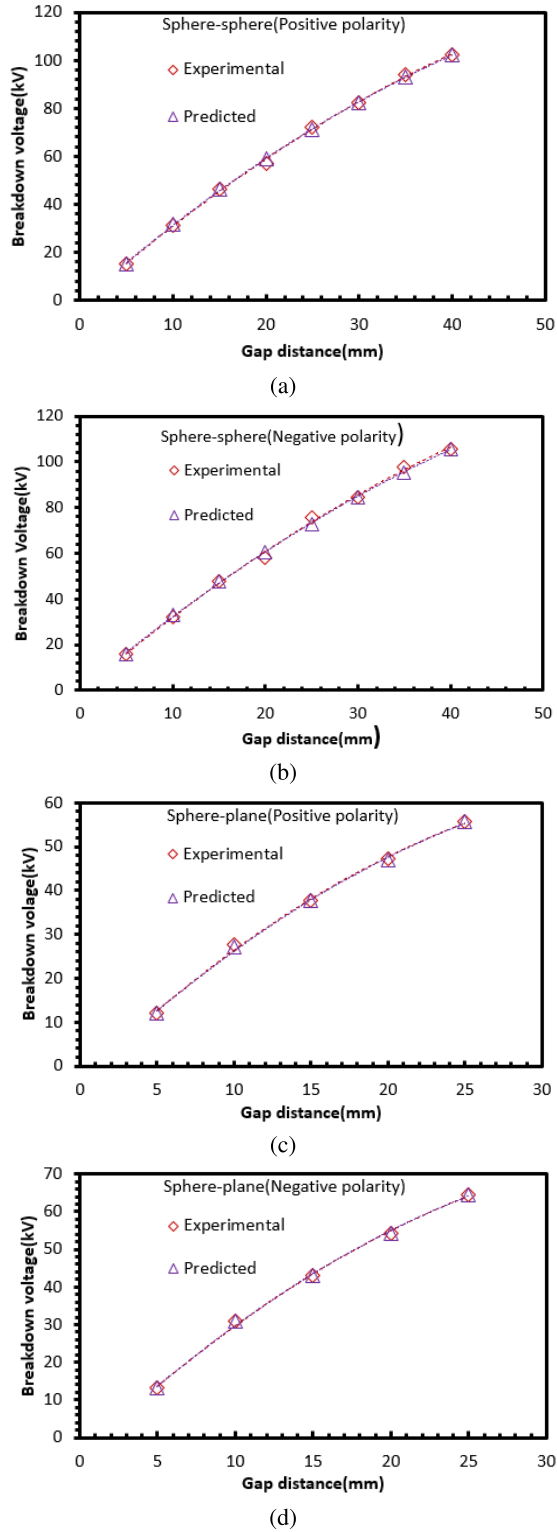 120
Sphere-sphere(Positive polarity)
100
Experimental
80
Predicted
60
40
20
0
Breakdown voltage(kV)
0 10 20 30 40 50
Gap distance(mm)
(a)
120
Sphere-sphere(Negative polarity)
100
Experimental
80
Predicted
60
40
20
0
Breakdown Voltage(kV)
0 10 20 30 40 50
Gap distance(mm)
(b)
60
Sphere-plane(Positive polarity)
50
Experimental
40
Predicted
30
20
10
0
Breakdown volage(kV)
0 5 10 15 20 25 30
Gap distance(mm)
(c)
70
Sphere-plane(Negative polarity)
60
Experimental
50
40
Predicted
30
20
10
0
Breakdown voltage(kV)
0 5 10 15 20 25 30
Gap distance(mm)
(d)